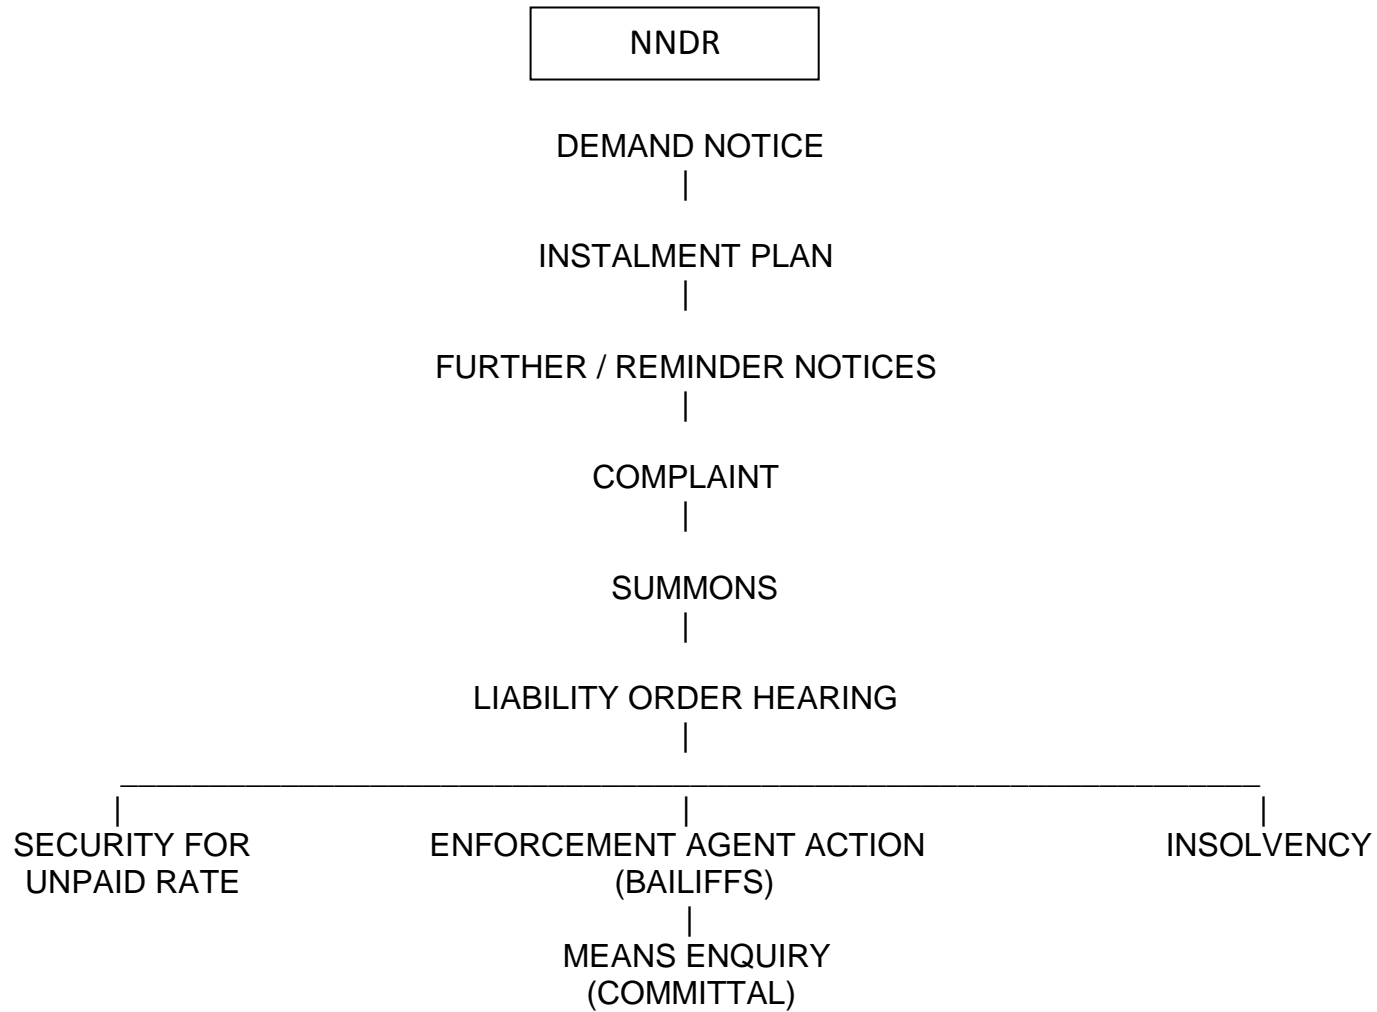 NNDR
DEMAND NOTICE
INSTALMENT PLAN
FURTHER / REMINDER NOTICES
COMPLAINT
SUMMONS
LIABILITY ORDER HEARING
SECURITY FOR UNPAID RATE
ENFORCEMENT AGENT ACTION
(BAILIFFS)
INSOLVENCY
MEANS ENQUIRY
(COMMITTAL)